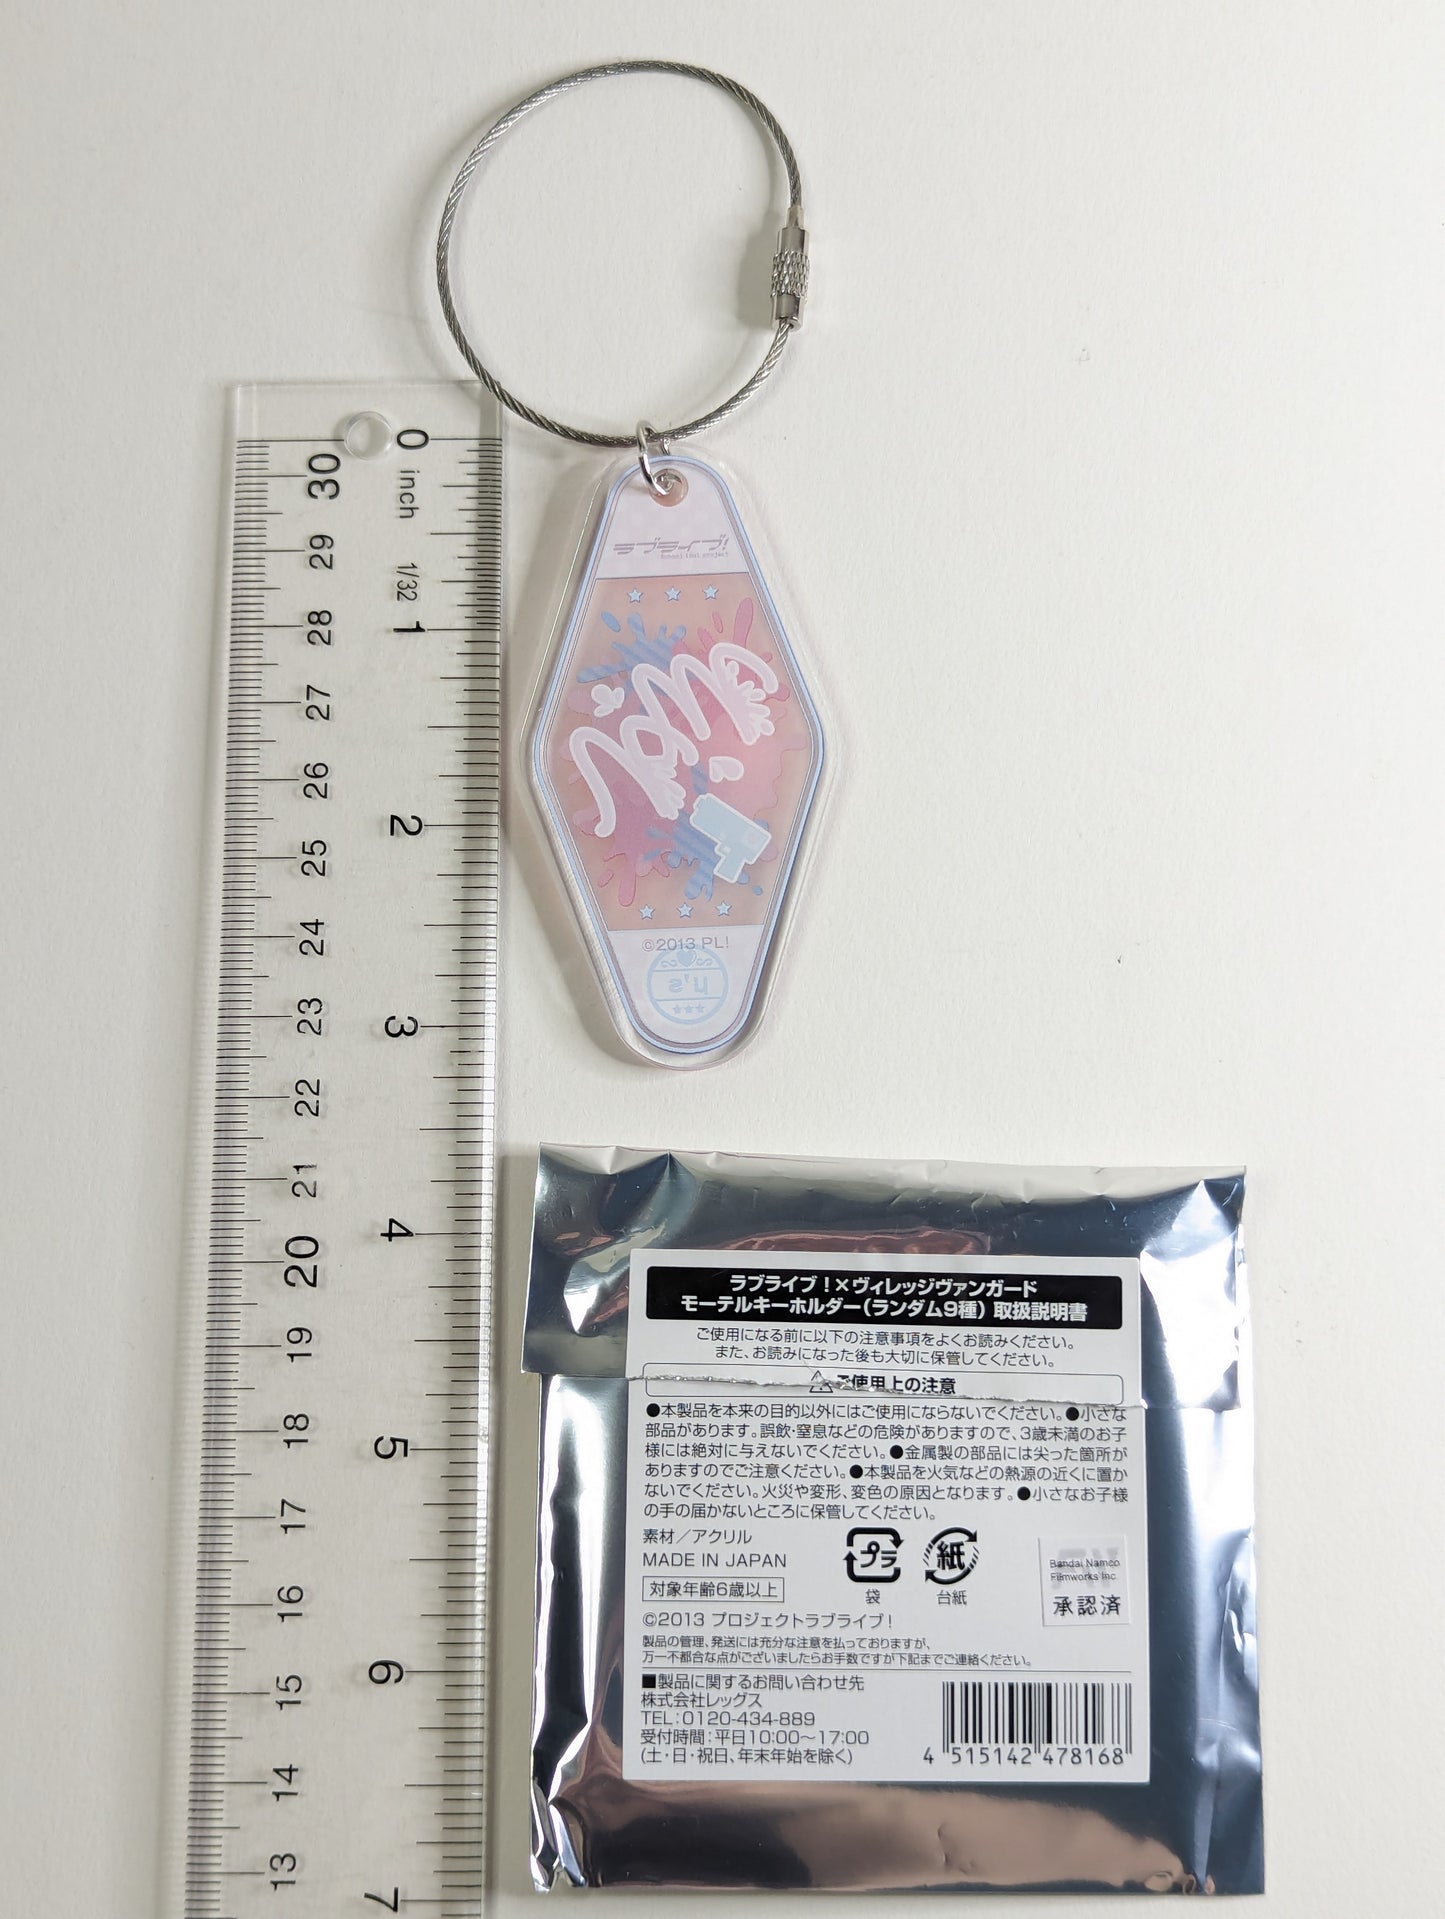 0
inch
1/32
1
2
3
4
5
6
7
30
29
28
27
26
25
24
23
22
21
20
19
18
17
16
15
14
13
ラブライブ!
School idol project
©2013 PL!
μ's
ラブライブ!×ヴィレッジヴァンガード
モーテルキーホルダー(ランダム9種) 取扱説明書
ご使用になる前に以下の注意事項をよくお読みください。
また、お読みになった後も大切に保管してください。
ご使用上の注意
●本製品を本来の目的以外にはご使用にならないでください。●小さな
部品があります。誤飲・窒息などの危険がありますので、3歳未満のお子
様には絶対に与えないでください。●金属製の部品には尖った箇所が
ありますのでご注意ください。●本製品を火気などの熱源の近くに置か
ないでください。火災や変形、変色の原因となります。●小さなお子様
の手の届かないところに保管してください。
素材/アクリル
MADE IN JAPAN
対象年齢6歳以上
プラ
袋
紙
台紙
Bandai Namco
Filmworks Inc.
承認済
©2013 プロジェクトラブライブ!
製品の管理、発送には充分な注意を払っておりますが、
万一不都合な点がございましたらお手数ですが下記までご連絡ください。
■製品に関するお問い合わせ先
株式会社レッグス
TEL:0120-434-889
受付時間:平日10:00〜17:00
(土・日・祝日、年末年始を除く)
4 515142 478168